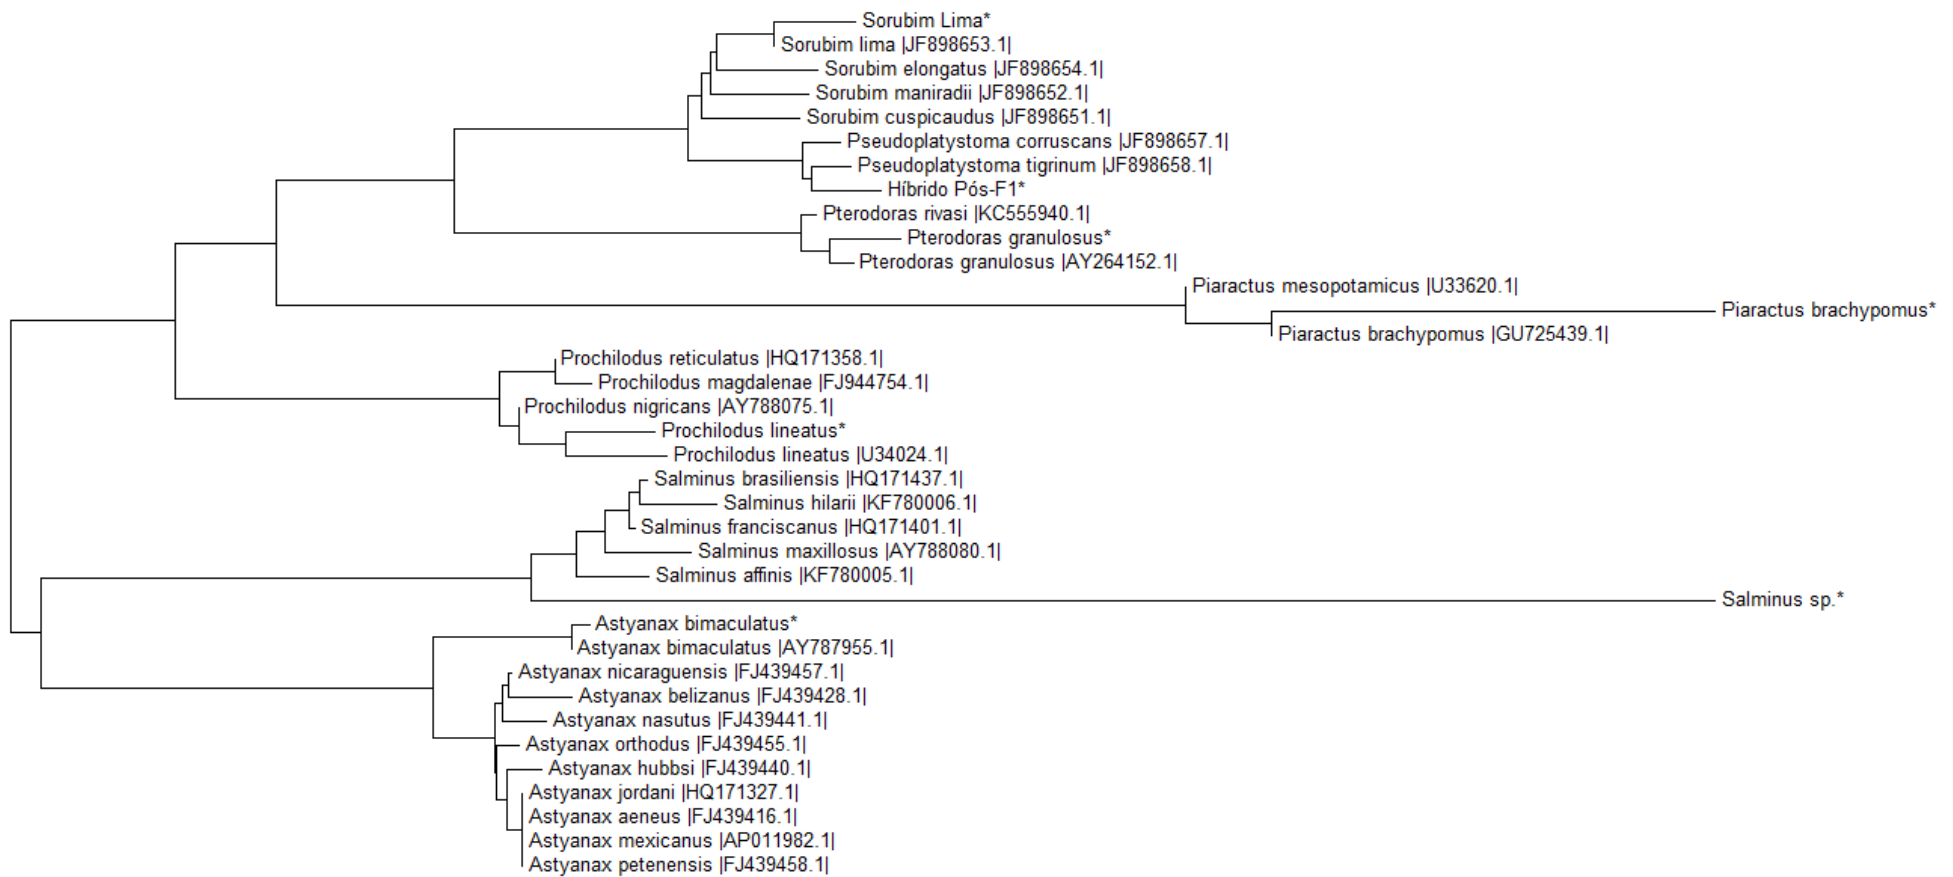 Sorubim Lima*
Sorubim lima |JF898653.1|
Sorubim elongatus |JF898654.1|
Sorubim maniradii |JF898652.1|
Sorubim cuspicaudus |JF898651.1|
Pseudoplatystoma corruscans |JF898657.1|
Pseudoplatystoma tigrinum |JF898658.1|
Híbrido Pós-F1*
Pterodoras rivasi |KC555940.1|
Pterodoras granulosus*
Pterodoras granulosus |AY264152.1|
Piaractus mesopotamicus |U33620.1|
Piaractus brachypomus*
Piaractus brachypomus |GU725439.1|
Prochilodus reticulatus |HQ171358.1|
Prochilodus magdalenae |FJ944754.1|
Prochilodus nigricans |AY788075.1|
Prochilodus lineatus*
Prochilodus lineatus |U34024.1|
Salminus brasiliensis |HQ171437.1|
Salminus hilarii |KF780006.1|
Salminus franciscanus |HQ171401.1|
Salminus maxillosus |AY788080.1|
Salminus affinis |KF780005.1|
Salminus sp.*
Astyanax bimaculatus*
Astyanax bimaculatus |AY787955.1|
Astyanax nicaraguensis |FJ439457.1|
Astyanax belizanus |FJ439428.1|
Astyanax nasutus |FJ439441.1|
Astyanax orthodus |FJ439455.1|
Astyanax hubbsi |FJ439440.1|
Astyanax jordani |HQ171327.1|
Astyanax aeneus |FJ439416.1|
Astyanax mexicanus |AP011982.1|
Astyanax petenensis |FJ439458.1|